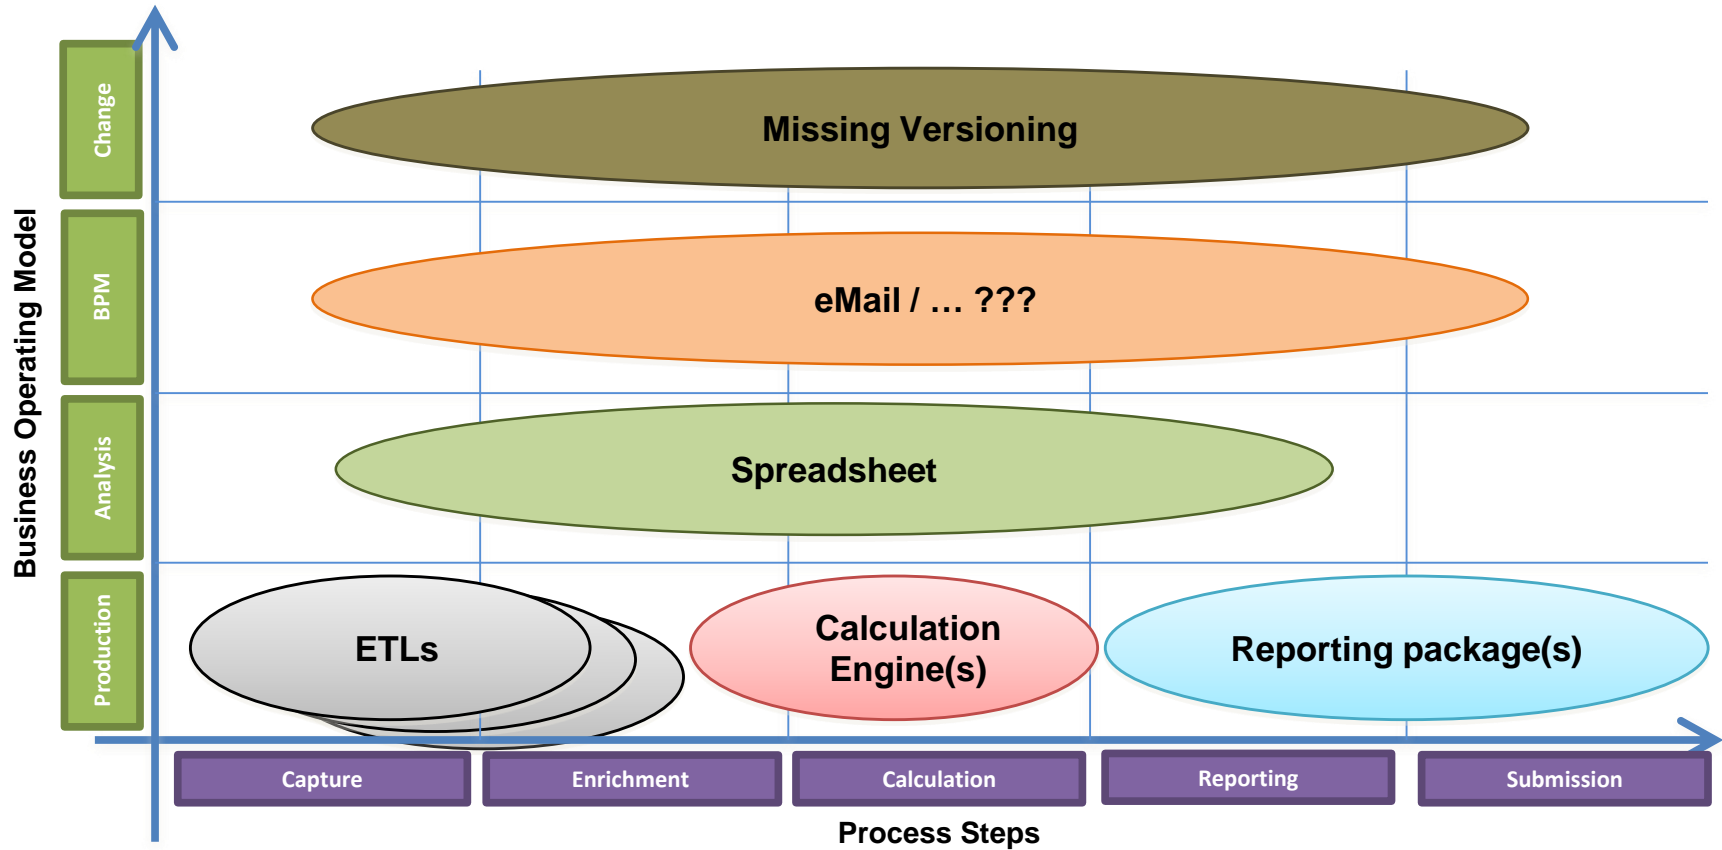 Business Operating Model
Change
BPM
Analysis
Production
Missing Versioning
eMail / … ???
Spreadsheet
ETLs
Calculation
Engine(s)
Reporting package(s)
Capture
Enrichment
Calculation
Reporting
Submission
Process Steps